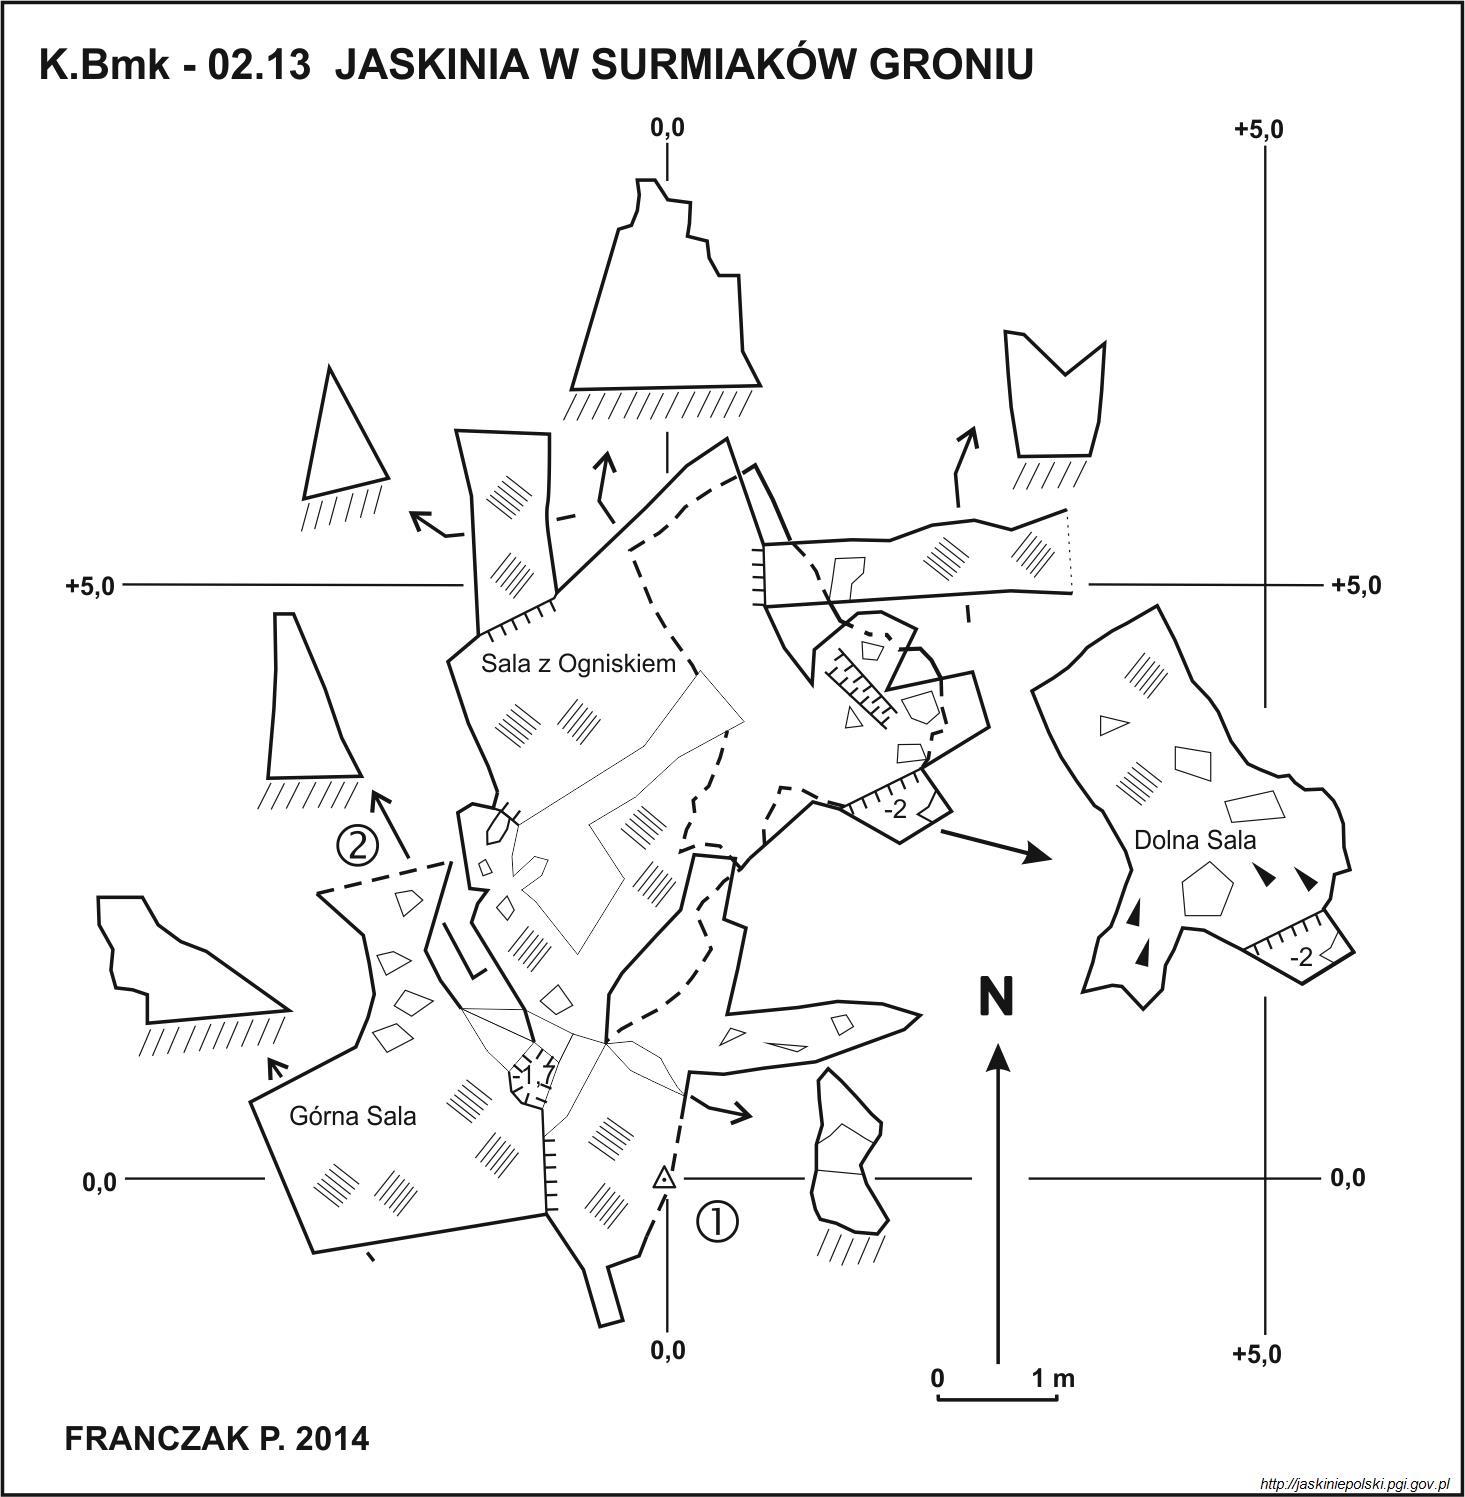 K.Bmk - 02.13 JASKINIA W SURMIAKÓW GRONIU
0,0
+5,0
+5,0
+5,0
Sala z Ogniskiem
-2
Dolna Sala
2
-2
N
-1,7
Górna Sala
0,0
0,0
1
0,0
+5,0
0
1 m
FRANCZAK P. 2014
http://jaskiniepolski.pgi.gov.pl